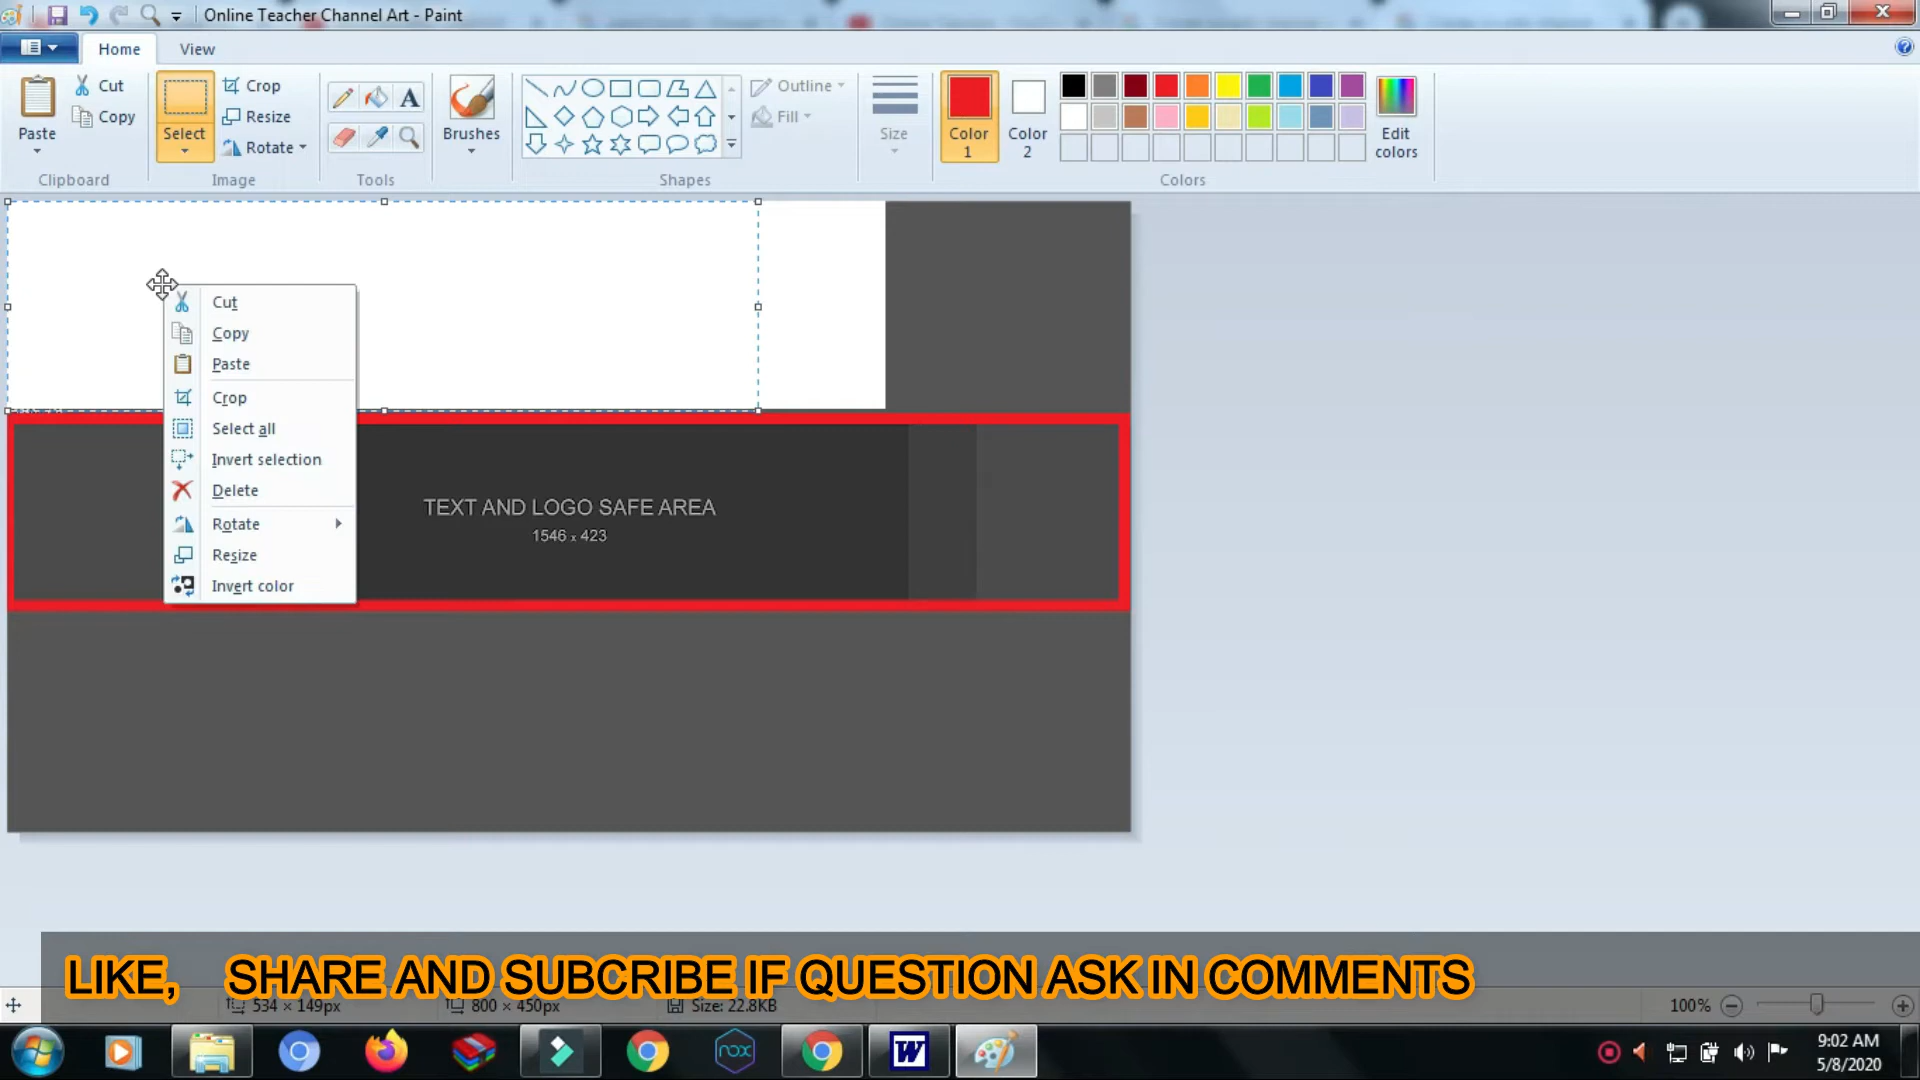 Online Teacher Channel Art - Paint
Home
View
Paste
Cut
Copy
Clipboard
Select
Crop
Resize
Rotate
Image
A
Tools
Brushes
Shapes
Outline
Fill
Size
Color
1
Color
2
Edit
colors
Colors
Cut
Copy
Paste
Crop
Select all
Invert selection
Delete
Rotate
Resize
Invert color
TEXT AND LOGO SAFE AREA
1546 x 423
LIKE, SHARE AND SUBCRIBE IF QUESTION ASK IN COMMENTS
534 × 149px
800 × 450px
Size: 22.8KB
100%
nox
W
9:02 AM
5/8/2020